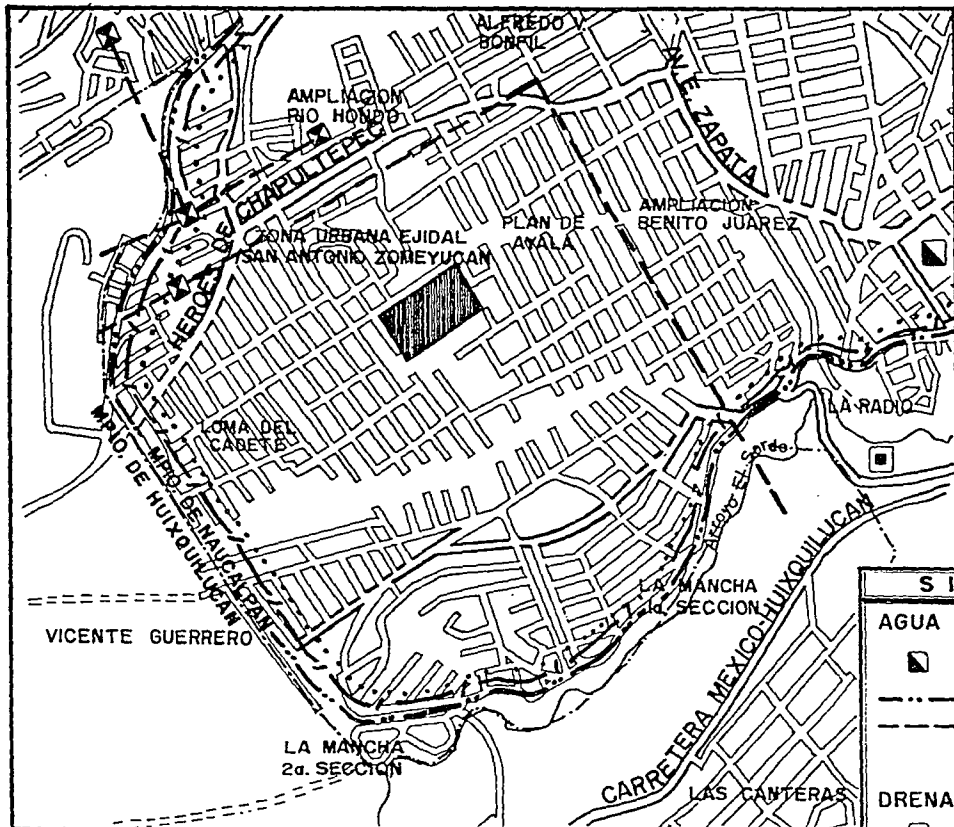 ALFREDO V.
BONFIL
AMPLIACION
RIO HONDO
AV. E. ZAPATA
HEROES DE CHAPULTEPEC
ZONA URBANA EJIDAL
SAN ANTONIO ZOMEYUCAN
PLAN DE
AYALA
AMPLIACION
BENITO JUAREZ
LA RADIO
LOMA DEL
CADETE
MPIO. DE HUIXQUILUCAN
MPO. DE NAUCALPAN
Arroyo El Sordo
LA MANCHA
1a. SECCION
VICENTE GUERRERO
CARRETERA MEXICO-HUIXQUILUCAN
S I
AGUA
LA MANCHA
2a. SECCION
LAS CANTERAS
DRENA